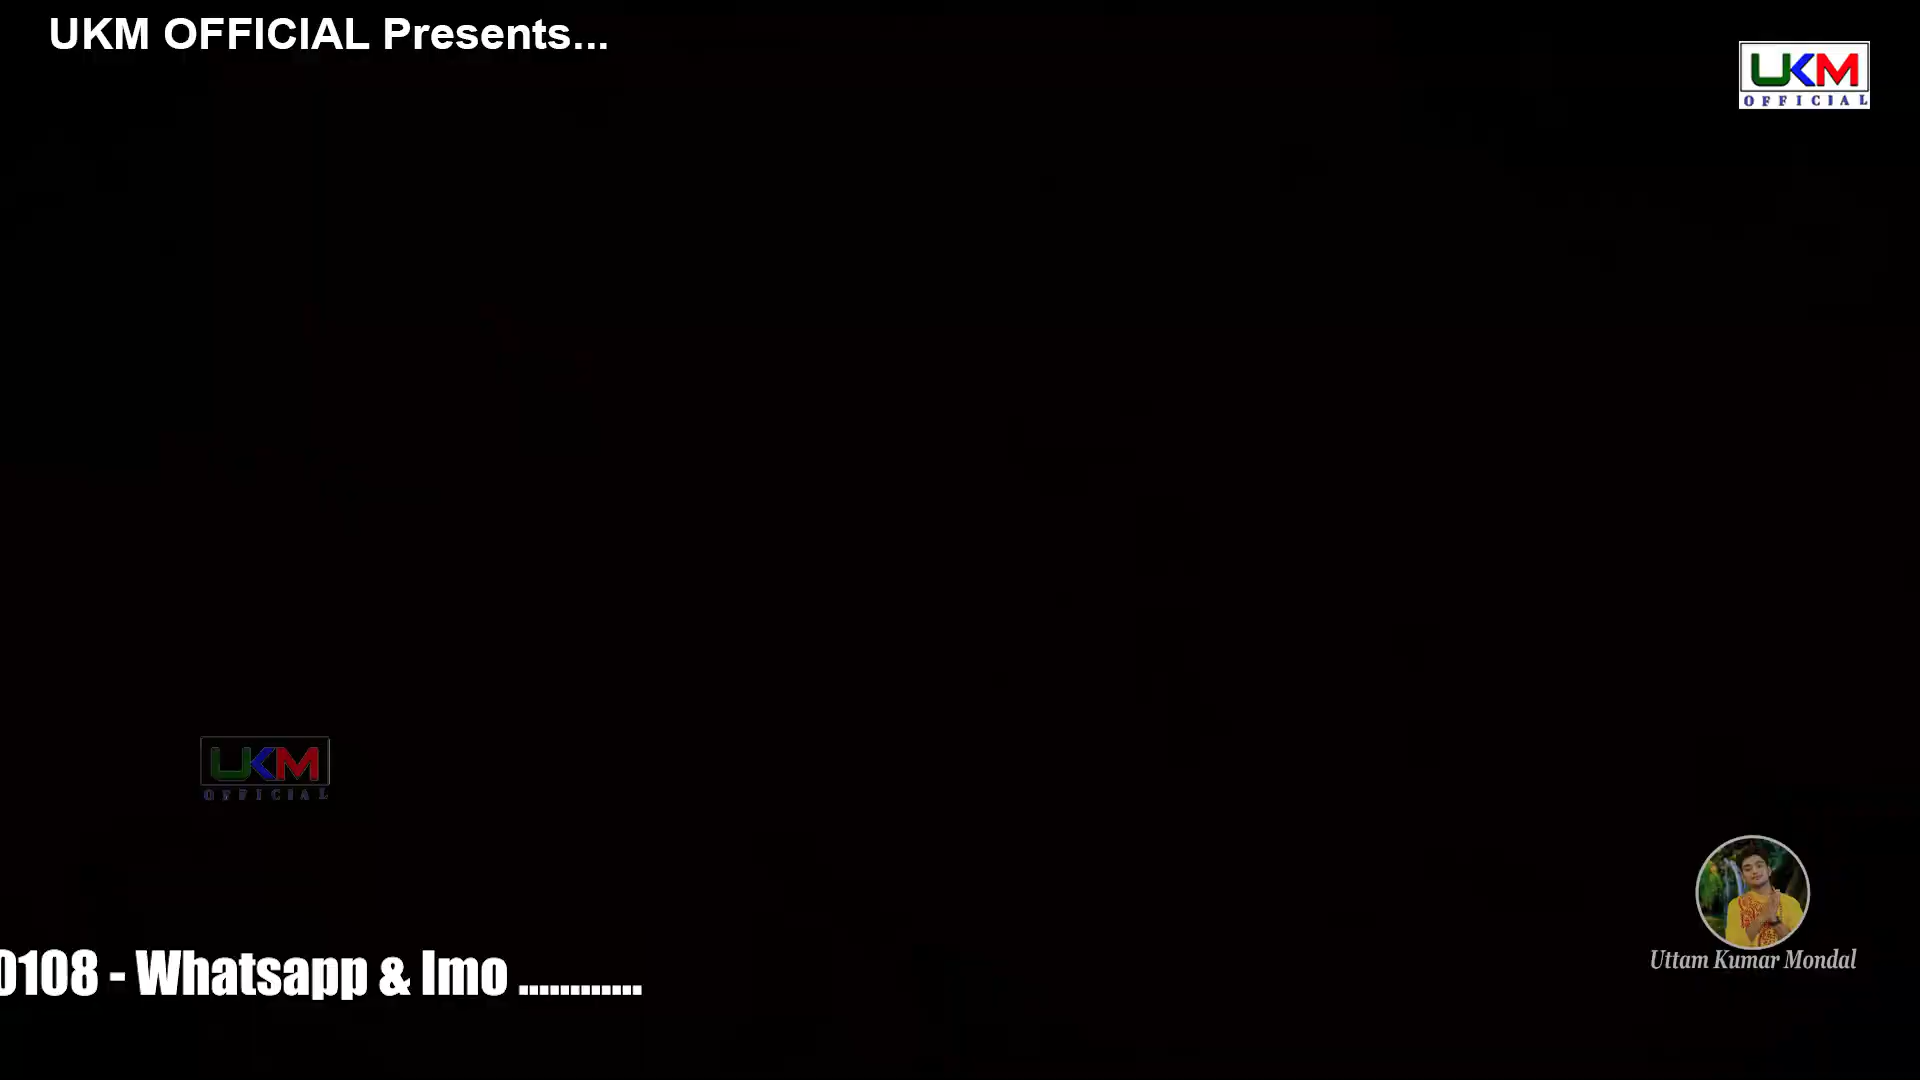 UKM OFFICIAL Presents...
UKM
OFFICIAL
UKM
OFFICIAL
Uttam Kumar Mondal
0108 - Whatsapp & Imo ............